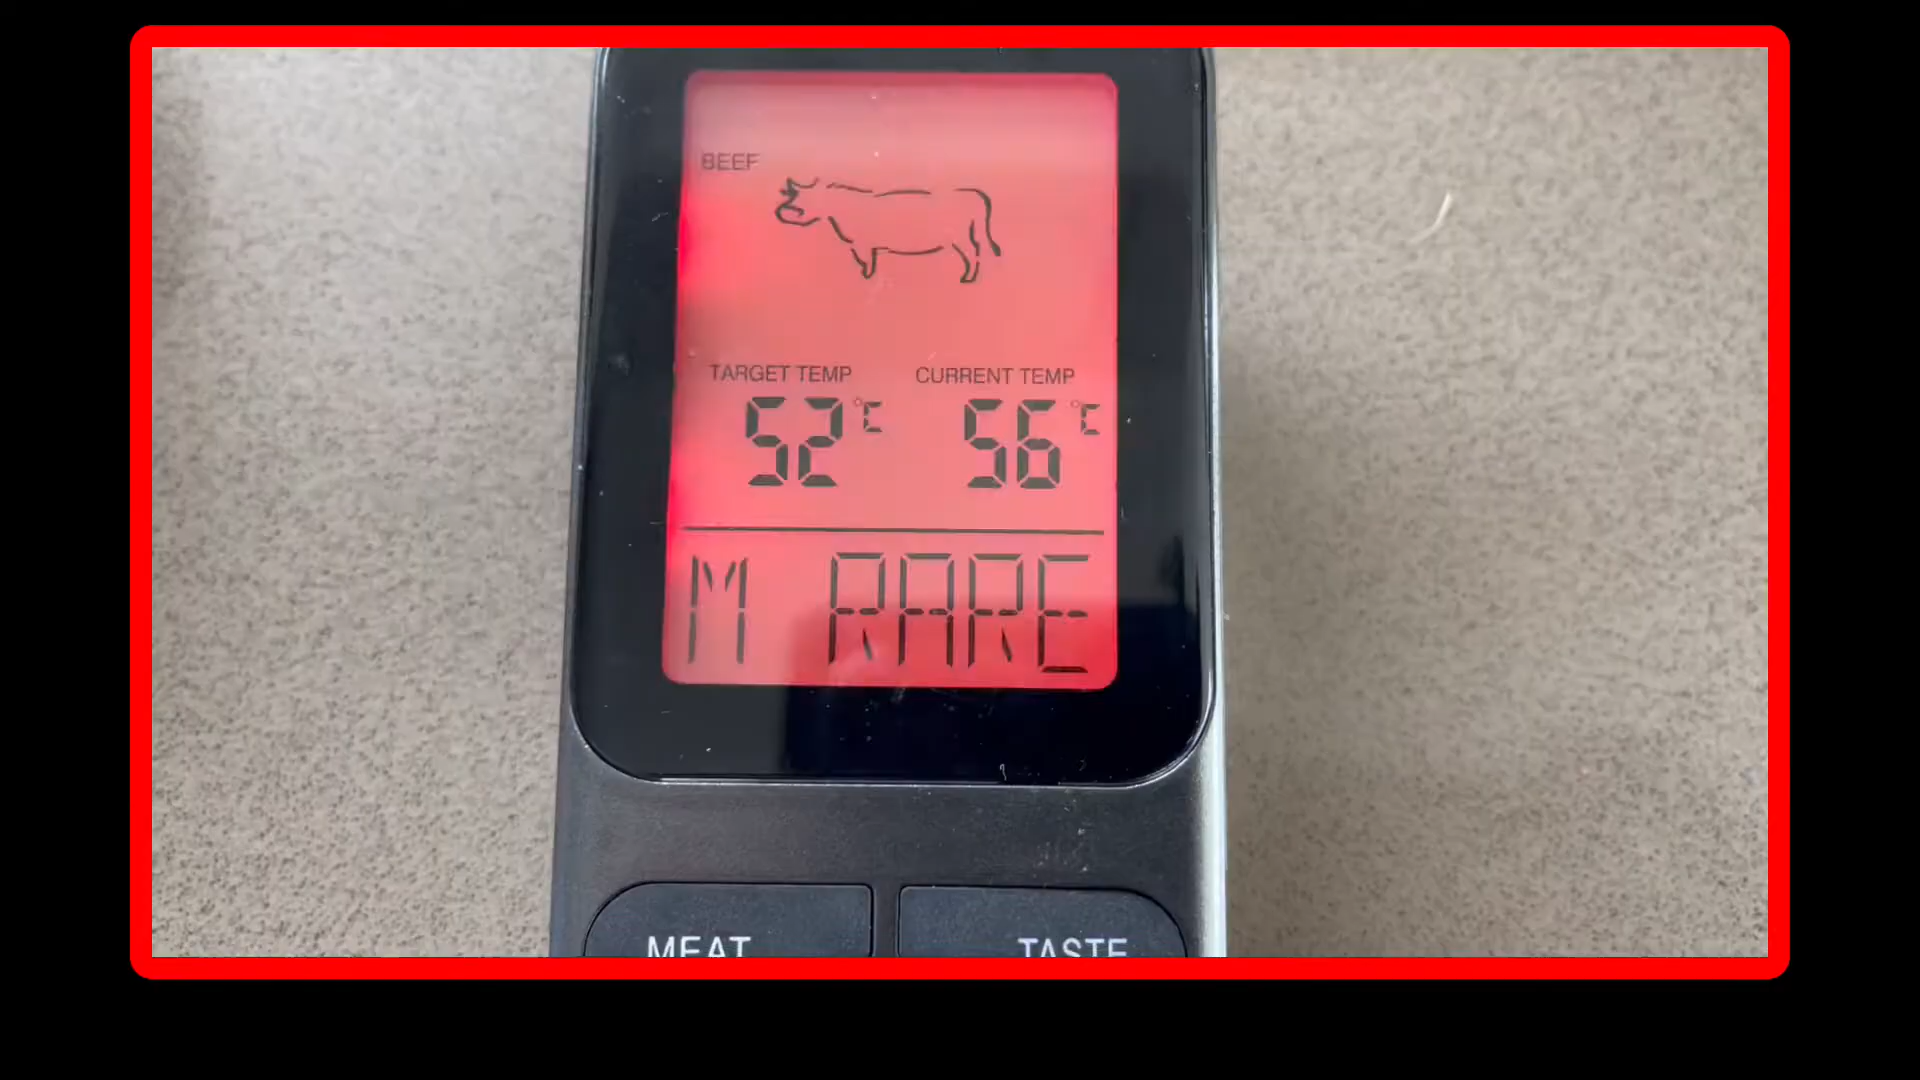 BEEF
TARGET TEMP CURRENT TEMP
52°C 56°C
M RARE
MEAT TASTE